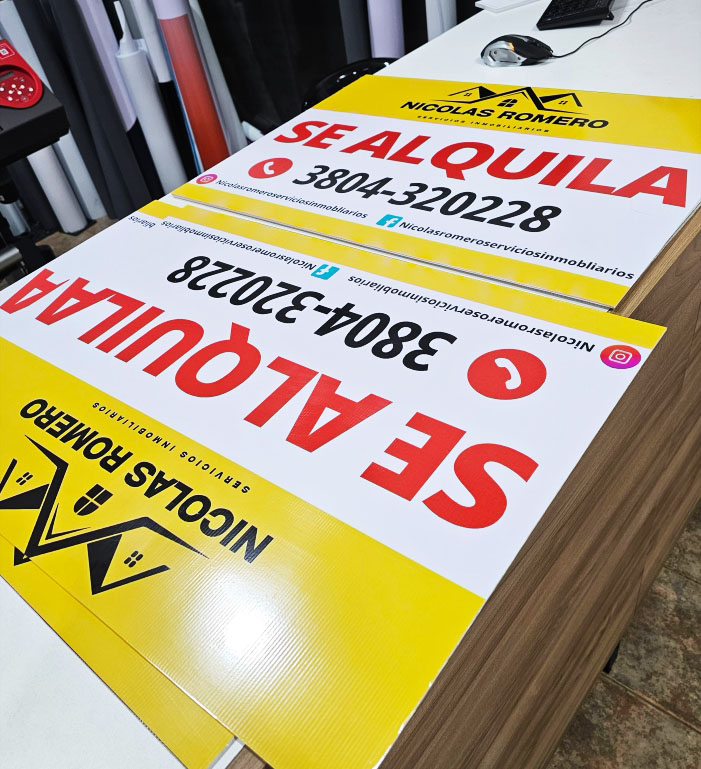 NICOLAS ROMERO
SERVICIOS INMOBILIARIOS
SE ALQUILA
3804-320228
Nicolasromeroserviciosinmobliarios
Nicolasromeroserviciosinmobliarios
NICOLAS ROMERO
SERVICIOS INMOBILIARIOS
SE ALQUILA
3804-320228
Nicolasromeroserviciosinmobliarios
Nicolasromeroserviciosinmobliarios
A
biliarios